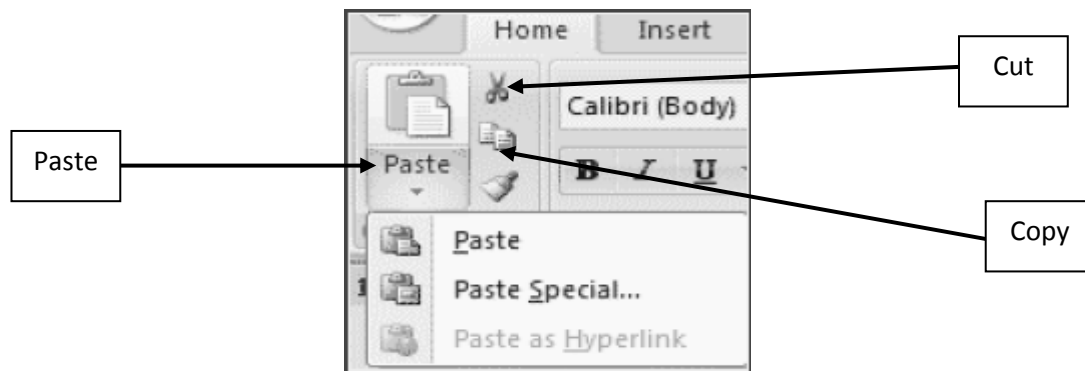 Home Insert
Cut
Calibri (Body)
Paste
Paste
B I U
Copy
Paste
Paste Special...
Paste as Hyperlink